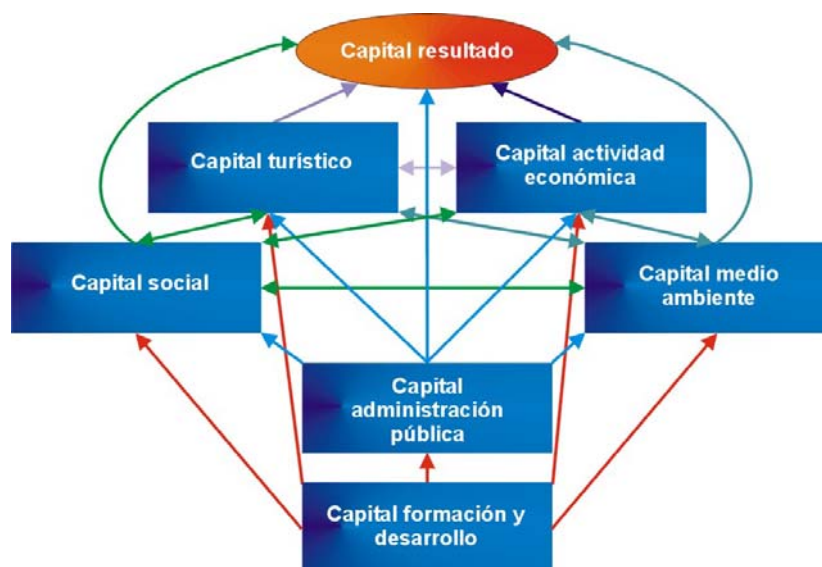 Capital resultado
Capital turístico
Capital actividad
económica
Capital social
Capital medio
ambiente
Capital
administración
pública
Capital formación y
desarrollo